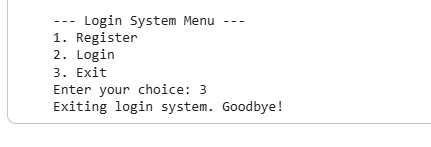 --- Login System Menu ---
1. Register
2. Login
3. Exit
Enter your choice: 3
Exiting login system. Goodbye!